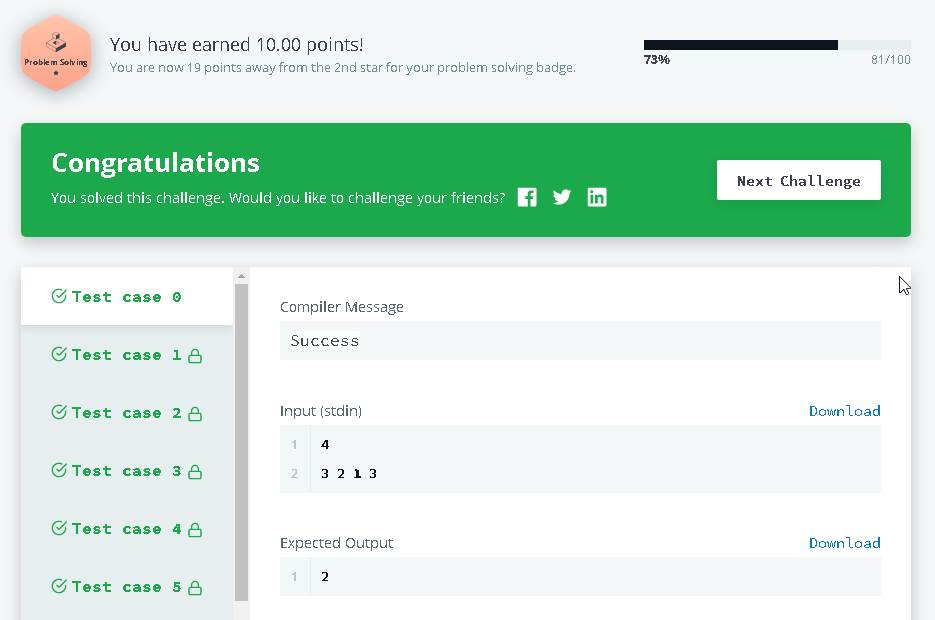 Problem Solving
You have earned 10.00 points!
You are now 19 points away from the 2nd star for your problem solving badge.
73%
81/100
Congratulations
You solved this challenge. Would you like to challenge your friends?
Next Challenge
Test case 0
Test case 1
Test case 2
Test case 3
Test case 4
Test case 5
Compiler Message
Success
Input (stdin)
Download
1 4
2 3 2 1 3
Expected Output
Download
1 2